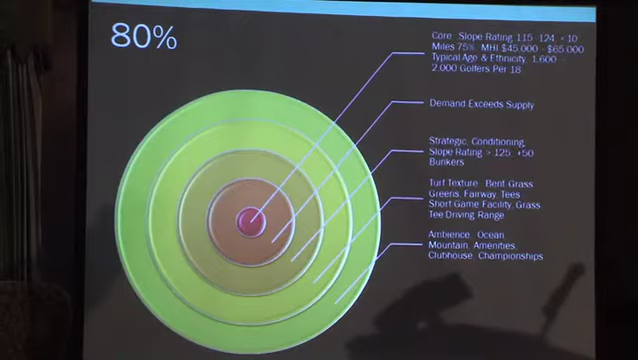 80%
Core Slope Rating 115-124, <10
Miles 75%, MHI $45,000 - $65,000
Typical Age & Ethnicity, 1,600 -
2,000 Golfers Per 18
Demand Exceeds Supply
Strategic, Conditioning,
Slope Rating > 125, +50
Bunkers
Turf Texture Bent Grass
Greens, Fairway, Tees
Short Game Facility, Grass
Tee Driving Range
Ambience Ocean
Mountain, Amenities,
Clubhouse, Championships